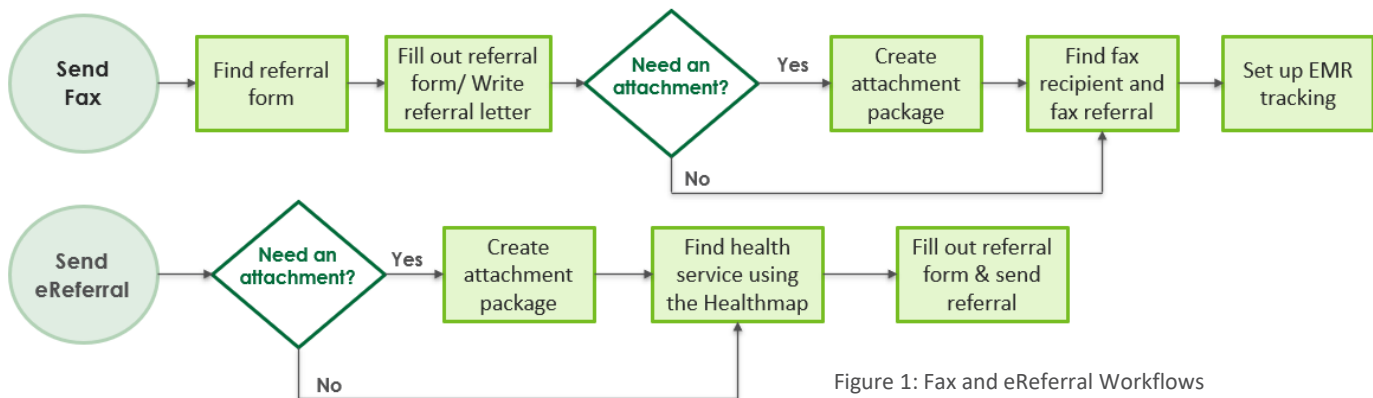 Send
Fax
Find referral
form
Fill out referral
form/ Write
referral letter
Need an
attachment?
Yes
No
Create
attachment
package
Find fax
recipient and
fax referral
Set up EMR
tracking
Send
eReferral
Need an
attachment?
Yes
No
Create
attachment
package
Find health
service using
the Healthmap
Fill out referral
form & send
referral
Figure 1: Fax and eReferral Workflows